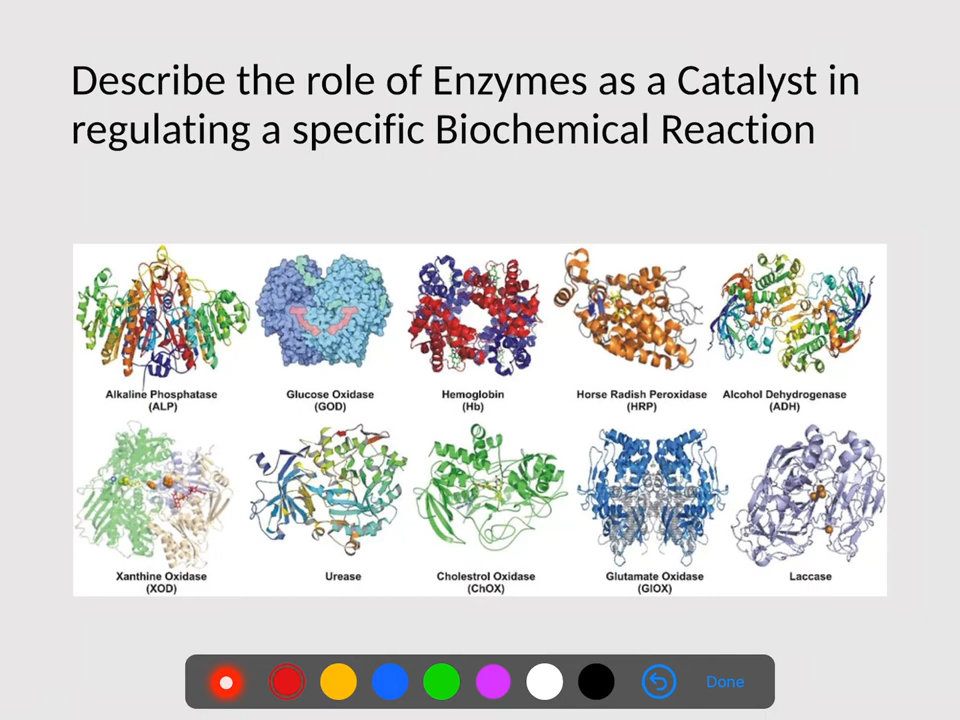 Describe the role of Enzymes as a Catalyst in
regulating a specific Biochemical Reaction
Alkaline Phosphatase
(ALP)
Glucose Oxidase
(GOD)
Hemoglobin
(Hb)
Horse Radish Peroxidase
(HRP)
Alcohol Dehydrogenase
(ADH)
Xanthine Oxidase
(XOD)
Urease
Cholestrol Oxidase
(ChOX)
Glutamate Oxidase
(GlOX)
Laccase
Done